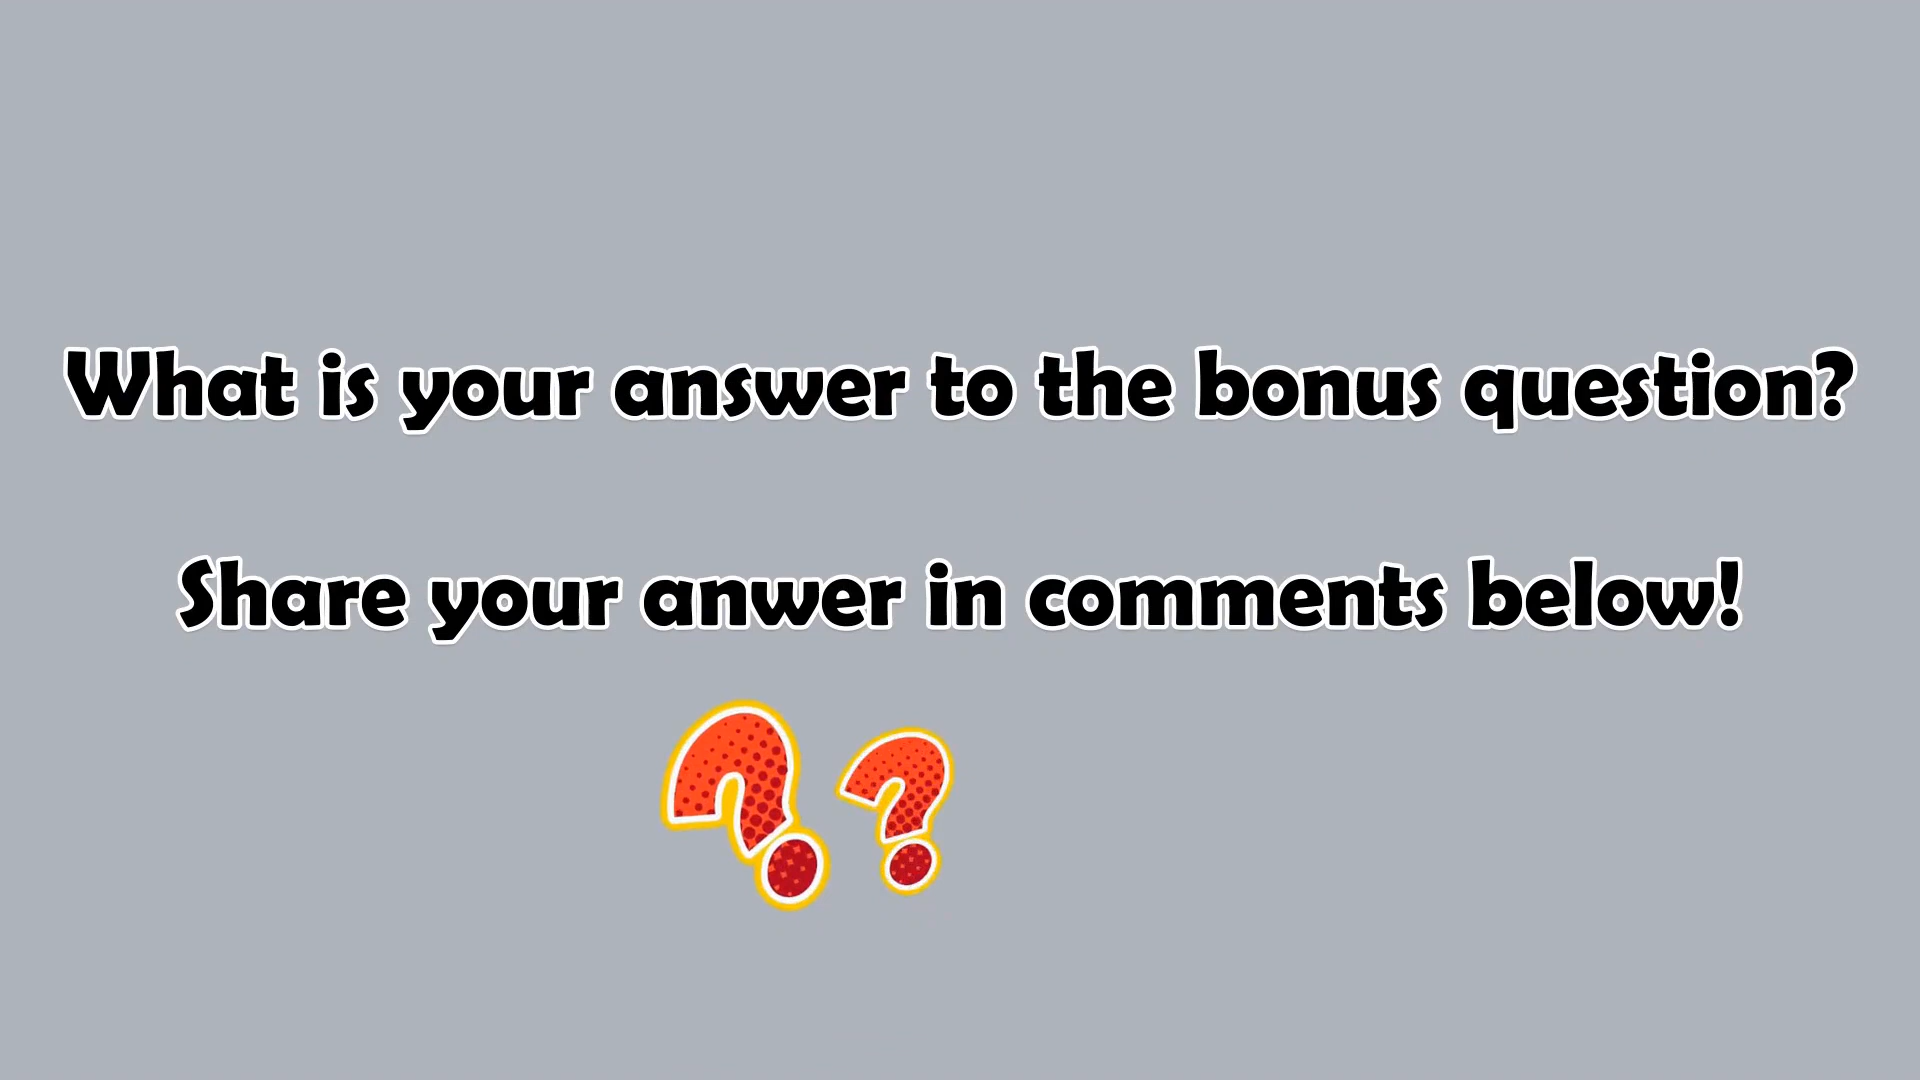 What is your answer to the bonus question?
Share your anwer in comments below!